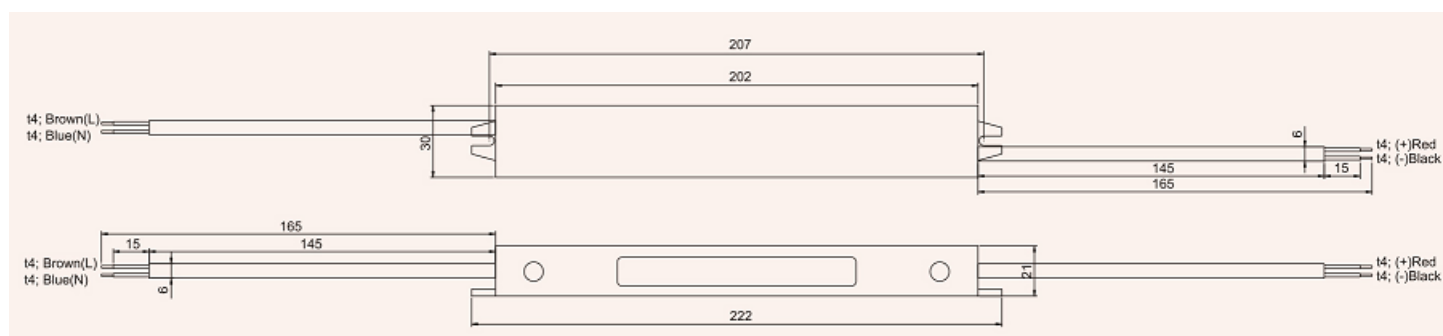 207
202
t4; Brown(L)
t4; Blue(N)
30
6
t4; (+)Red
t4; (-)Black
145
15
165
165
15
145
t4; Brown(L)
t4; Blue(N)
6
21
t4; (+)Red
t4; (-)Black
222